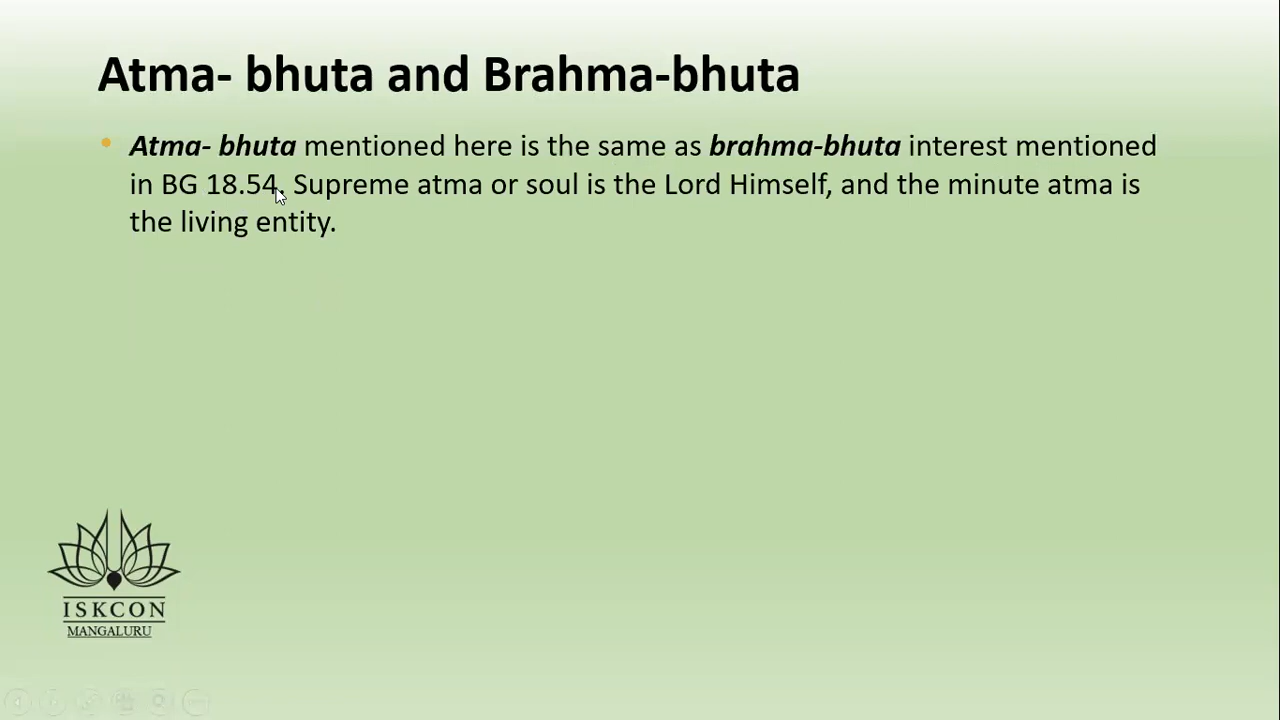 Atma- bhuta and Brahma-bhuta
Atma- bhuta mentioned here is the same as brahma-bhuta interest mentioned
in BG 18.54. Supreme atma or soul is the Lord Himself, and the minute atma is
the living entity.
ISKCON
MANGALURU